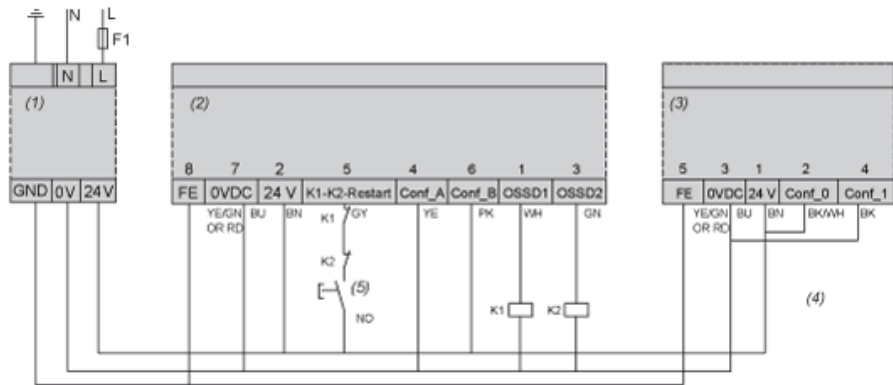 N L
F1
N L
(1) (2) (3)
8 7 2 5 4 6 1 3 5 3 1 2 4
GND 0V 24V FE 0VDC 24 V K1-K2-Restart Conf_A Conf_B OSSD1 OSSD2 FE 0VDC 24 V Conf_0 Conf_1
YE/GN BU BN K1 GY YE PK WH GN YE/GN BU BN BK/WH BK
OR RD OR RD
K2
(5) (4)
K1 K2
NO